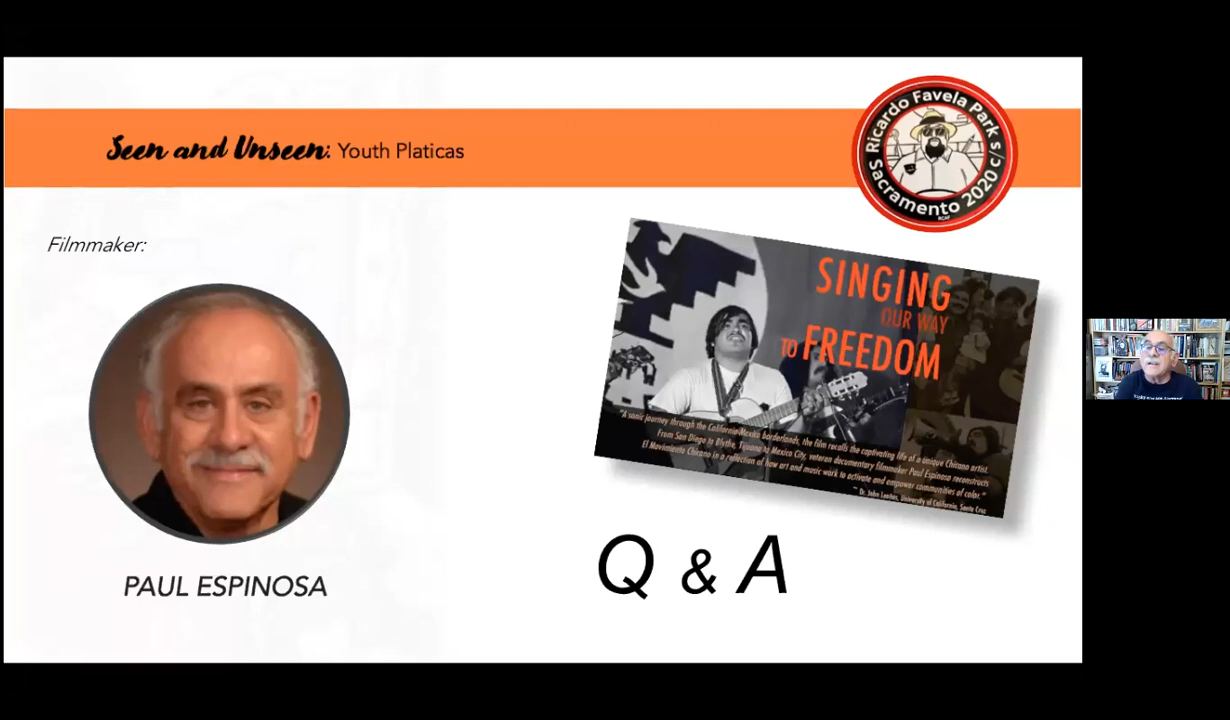 Seen and Unseen: Youth Platicas
Ricardo Favela Park s/c
Sacramento 2020
RCAF
Filmmaker:
SINGING
OUR WAY
TO FREEDOM
"A sonic journey through the California-Mexico borderlands, the film recalls the captivating life of a unique Chicano artist.
From San Diego to Blythe, Tijuana to Mexico City, veteran documentary filmmaker Paul Espinosa reconstructs
El Movimiento Chicano in a reflection of how art and music work to activate and empower communities of color."
Dr. John University of California, Santa Cruz
PAUL ESPINOSA
Q & A